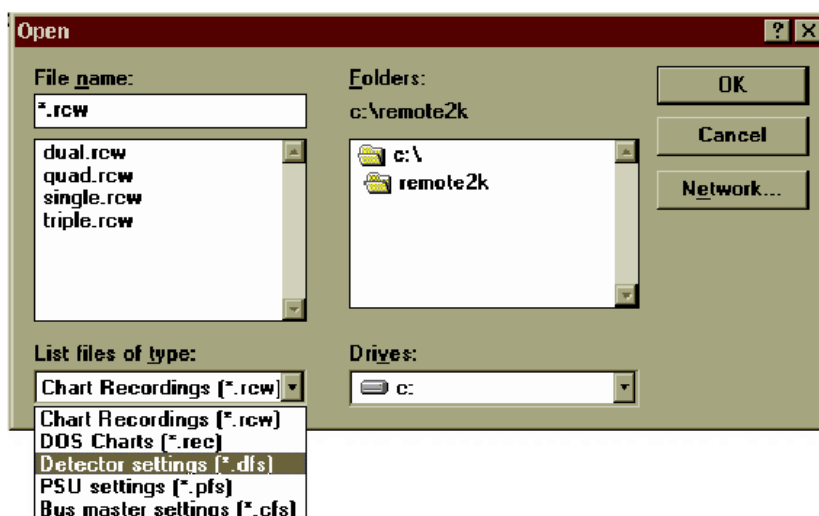 Open
File name:
*.rcw
dual.rcw
quad.rcw
single.rcw
triple.rcw
Folders:
c:\remote2k
c:\
remote2k
OK
Cancel
Network...
List files of type:
Chart Recordings (*.rcw)
Chart Recordings (*.rcw)
DOS Charts (*.rec)
Detector settings (*.dfs)
PSU settings (*.pfs)
Bus master settings (*.cfs)
Drives:
c: